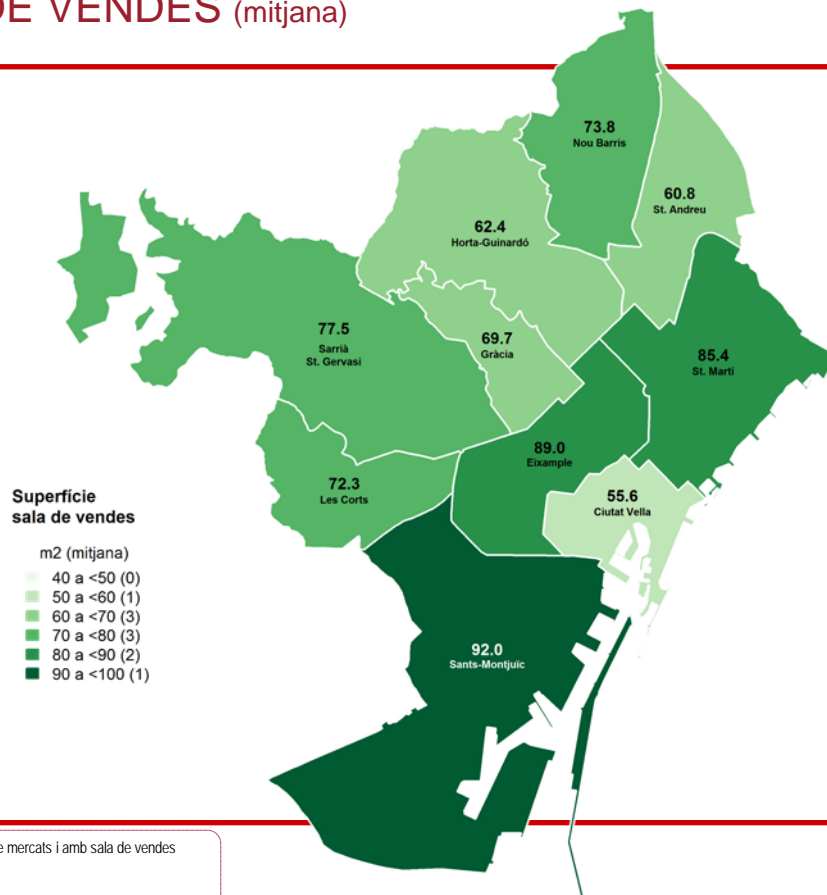 DE VENDES (mitjana)
73.8
Nou Barris
60.8
St. Andreu
62.4
Horta-Guinardó
77.5
Sarrià
St. Gervasi
69.7
Gràcia
85.4
St. Martí
89.0
Eixample
72.3
Les Corts
55.6
Ciutat Vella
92.0
Sants-Montjuïc
Superfície
sala de vendes
m2 (mitjana)
40 a <50 (0)
50 a <60 (1)
60 a <70 (3)
70 a <80 (3)
80 a <90 (2)
90 a <100 (1)
e mercats i amb sala de vendes